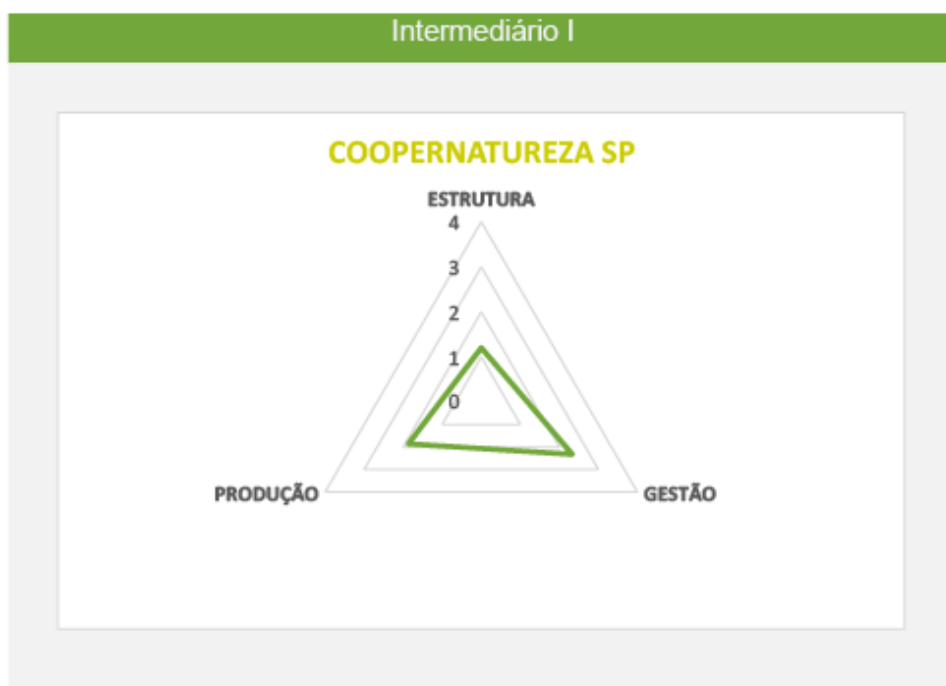 Intermediário I
COOPERNATUREZA SP
ESTRUTURA
4
3
2
1
0
PRODUÇÃO
GESTÃO